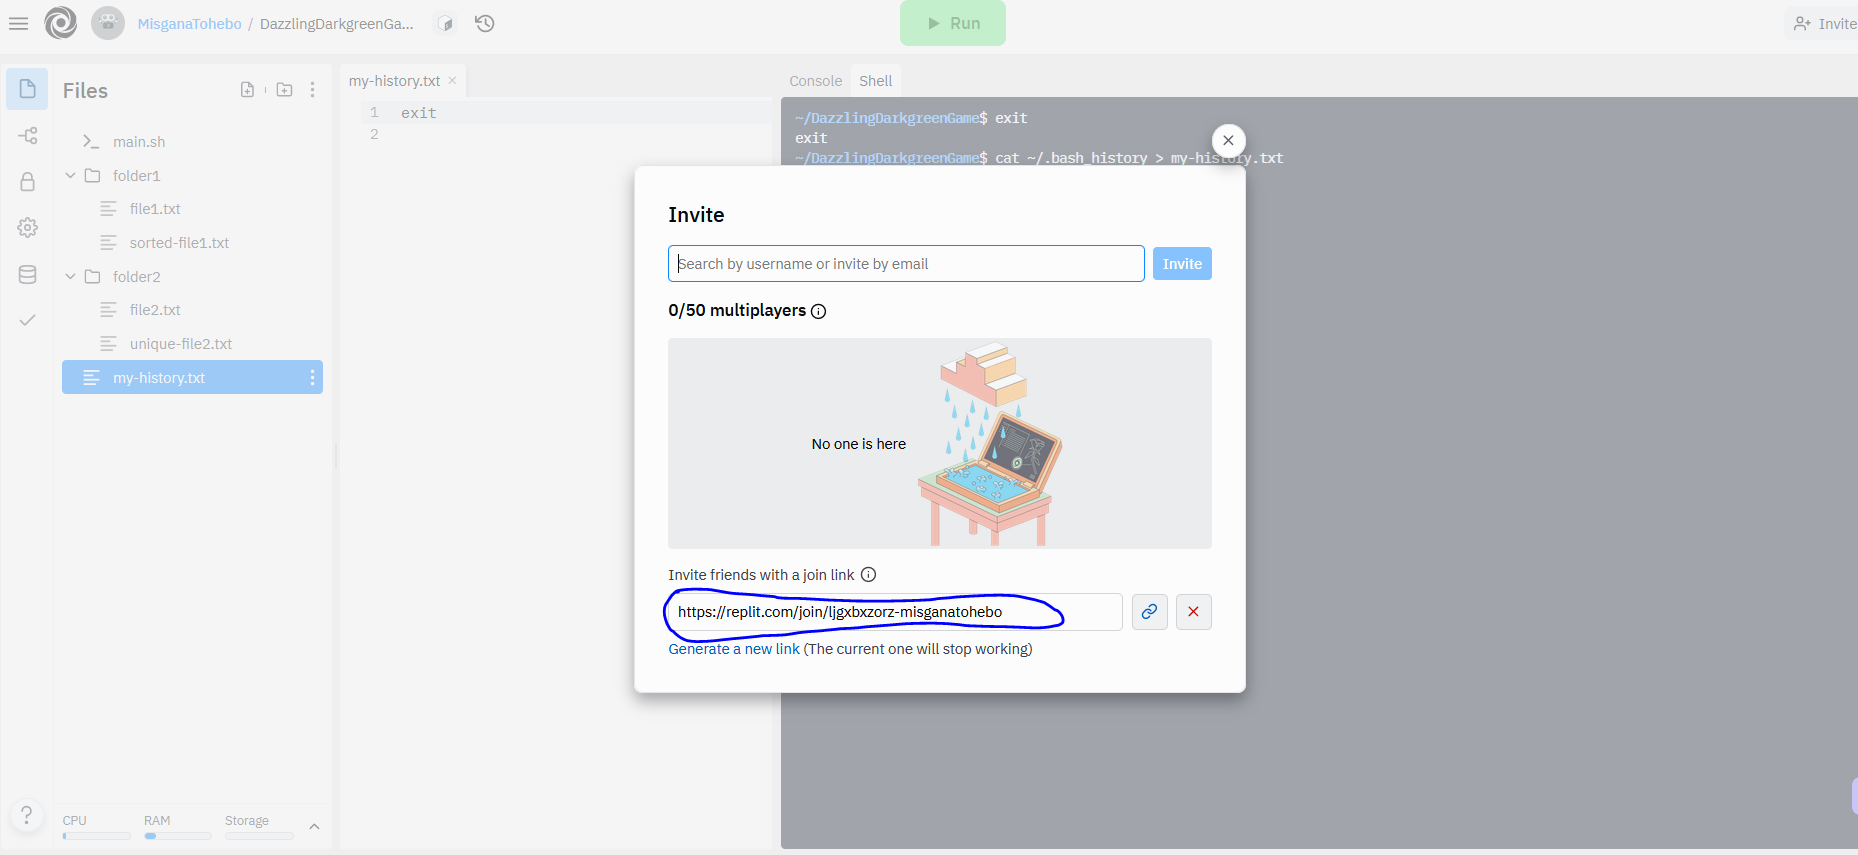 MisganaTohebo / DazzlingDarkgreenGa...
Run
Invite
Files
main.sh
folder1
file1.txt
sorted-file1.txt
folder2
file2.txt
unique-file2.txt
my-history.txt
CPU
RAM
Storage
my-history.txt
1 exit
2
Console
Shell
~/DazzlingDarkgreenGame$ exit
exit
~/DazzlingDarkgreenGame$ cat ~/.bash_history > my-history.txt
Invite
Search by username or invite by email
Invite
0/50 multiplayers
No one is here
Invite friends with a join link
https://replit.com/join/ljgxbxzorz-misganatohebo
Generate a new link (The current one will stop working)